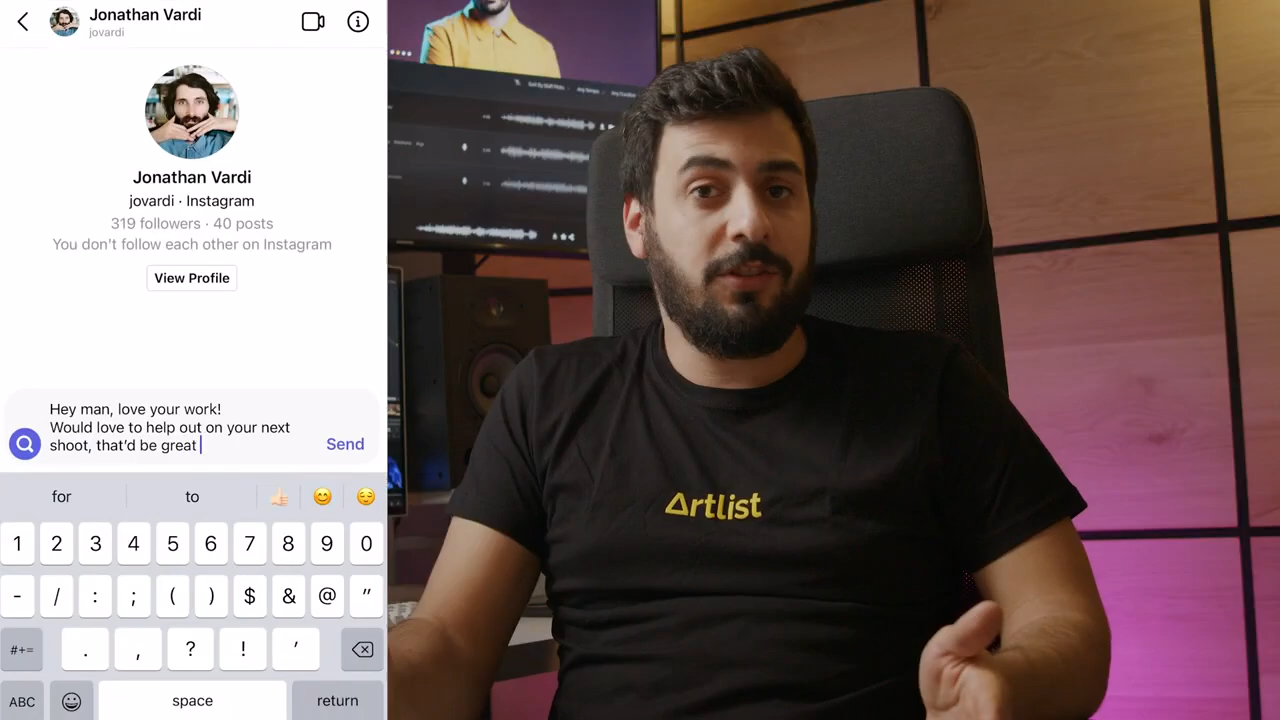 Jonathan Vardi
jovardi
Jonathan Vardi
jovardi · Instagram
319 followers · 40 posts
You don't follow each other on Instagram
View Profile
Hey man, love your work!
Would love to help out on your next
shoot, that'd be great
Send
for to
1 2 3 4 5 6 7 8 9 0
- / : ; ( ) $ & @ "
#+= . , ? ! '
ABC space return
Artlist